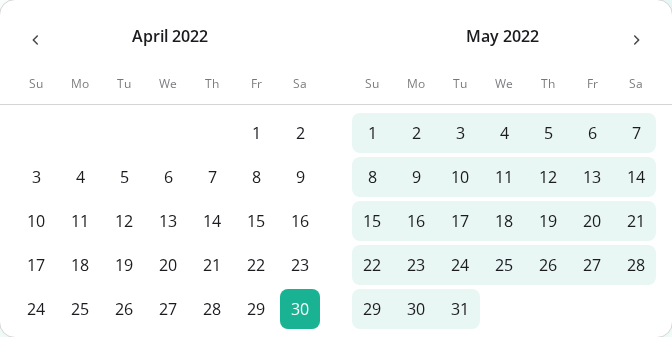 April 2022
Su Mo Tu We Th Fr Sa
1 2
3 4 5 6 7 8 9
10 11 12 13 14 15 16
17 18 19 20 21 22 23
24 25 26 27 28 29 30
May 2022
Su Mo Tu We Th Fr Sa
1 2 3 4 5 6 7
8 9 10 11 12 13 14
15 16 17 18 19 20 21
22 23 24 25 26 27 28
29 30 31